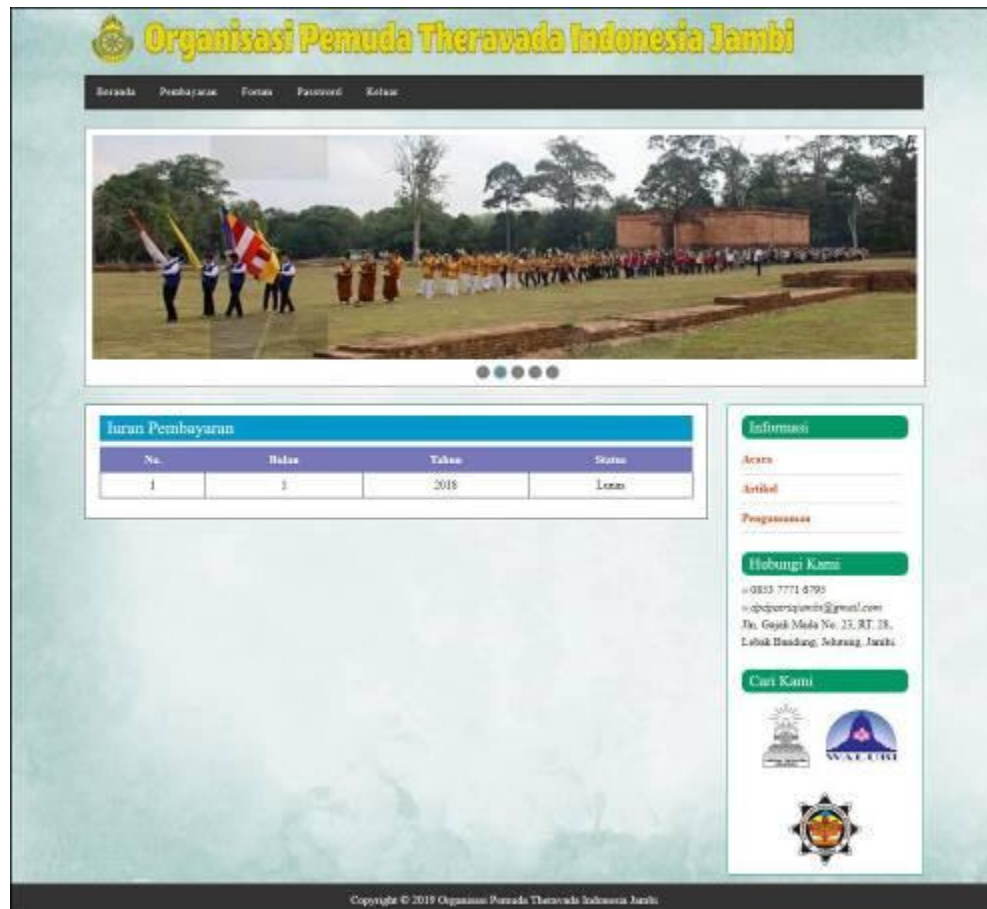 Organisasi Pemuda Theravada Indonesia Jambi
Beranda Pembayaran Forum Password Keluar
Iuran Pembayaran
No. Bulan Tahun Status
1 1 2018 Lunas
Informasi
Acara
Artikel
Pengumuman
Hubungi Kami
» 0853 7771 6795
Jln. Gajah Mada No. 23, RT. 28,
Lebak Bandung, Jelutung, Jambi
Cari Kami
WALUBI
Copyright © 2019 Organisasi Pemuda Theravada Indonesia Jambi